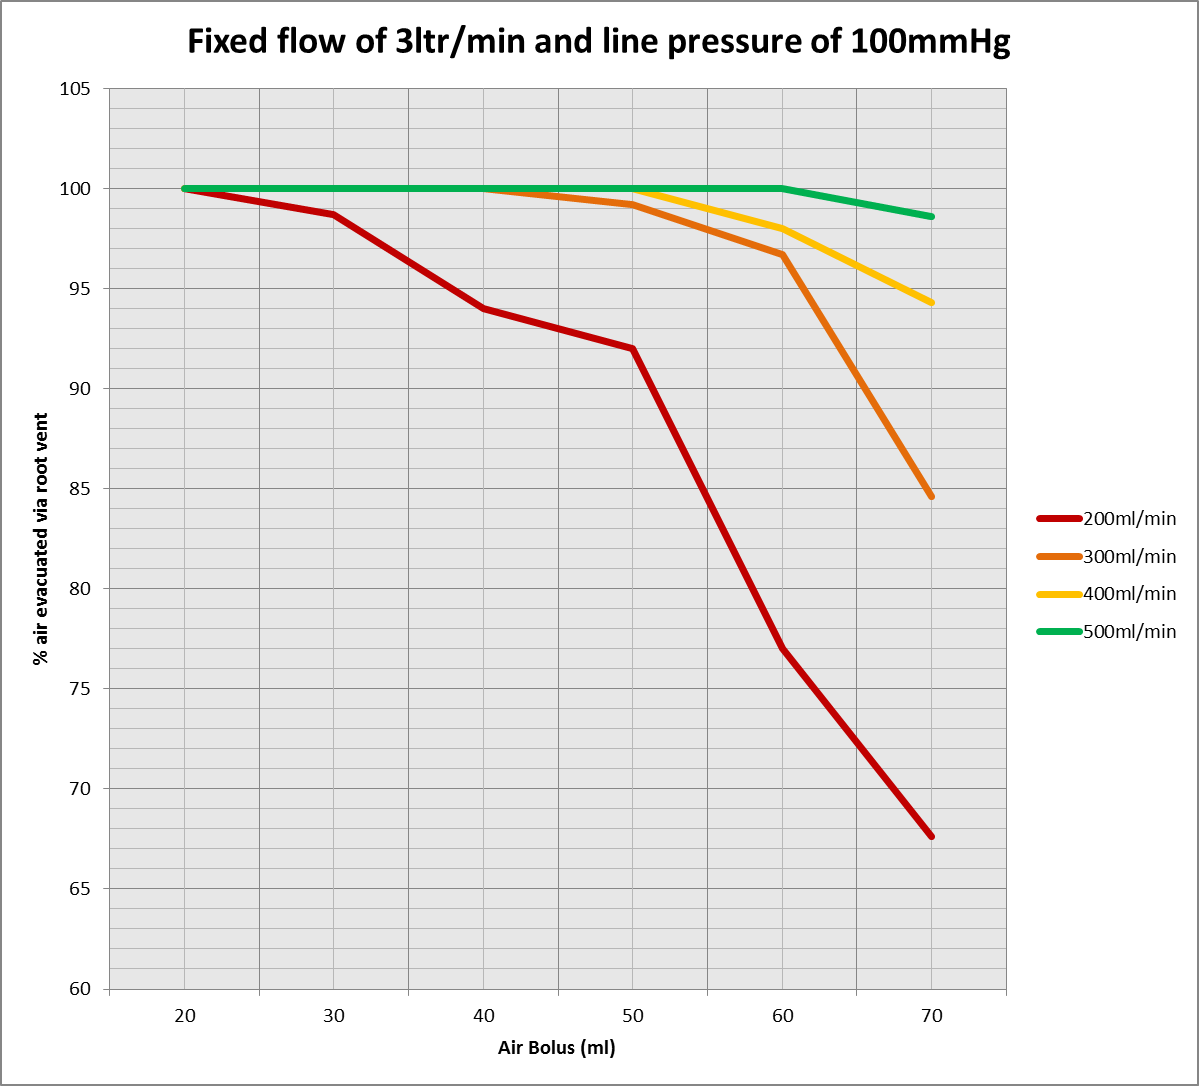 Fixed flow of 3ltr/min and line pressure of 100mmHg
105
100
95
90
85
80
75
70
65
60
% air evacuated via root vent
20 30 40 50 60 70
Air Bolus (ml)
200ml/min
300ml/min
400ml/min
500ml/min